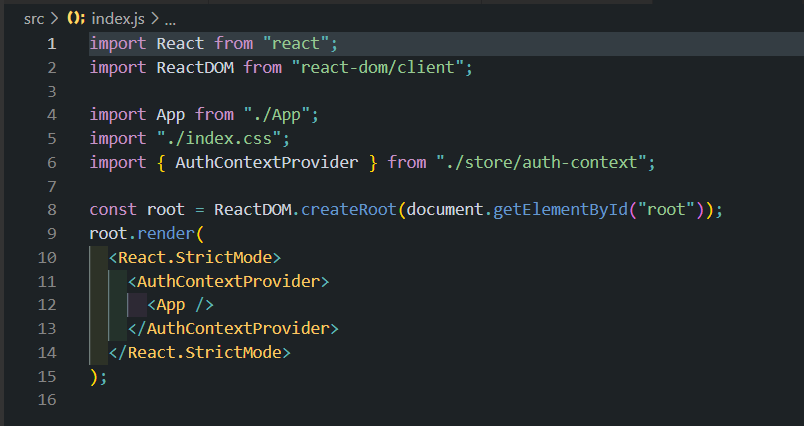 src > index.js > ...
1 import React from "react";
2 import ReactDOM from "react-dom/client";
3
4 import App from "./App";
5 import "./index.css";
6 import { AuthContextProvider } from "./store/auth-context";
7
8 const root = ReactDOM.createRoot(document.getElementById("root"));
9 root.render(
10   <React.StrictMode>
11     <AuthContextProvider>
12       <App />
13     </AuthContextProvider>
14   </React.StrictMode>
15 );
16